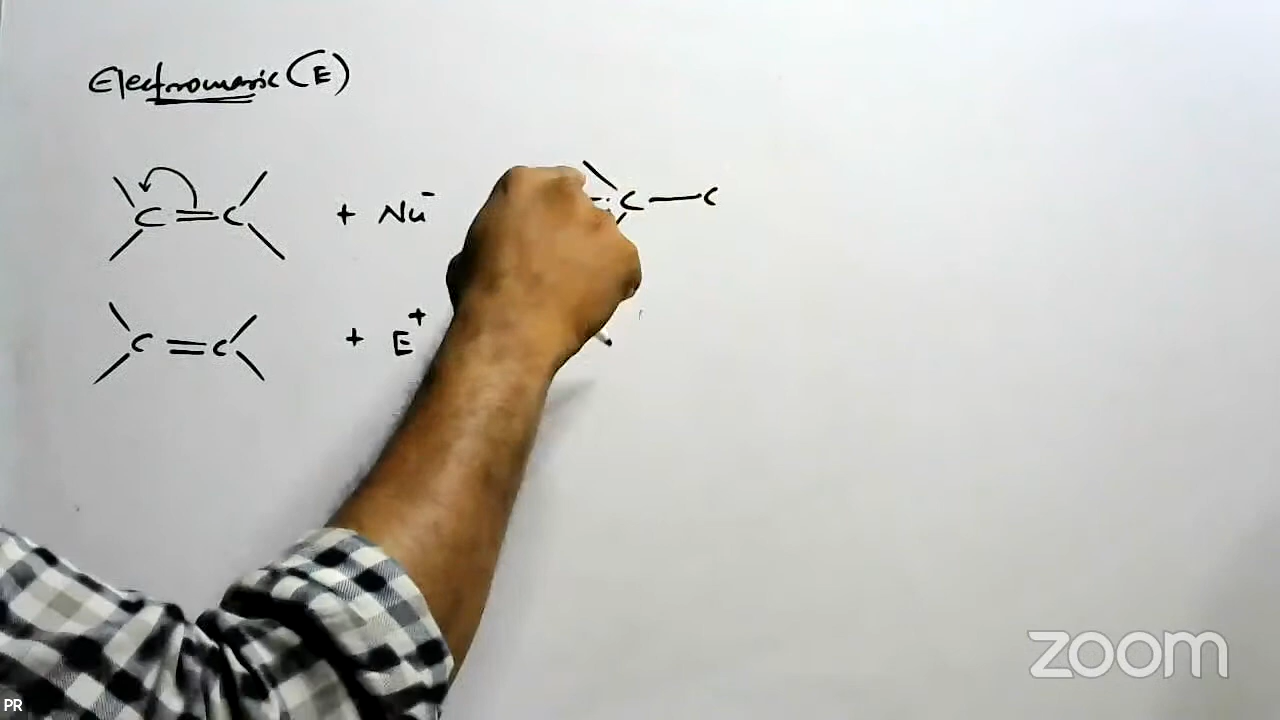 Electromeric (E)
C = C + Nu⁻ C — C
C = C + E⁺
zoom
PR